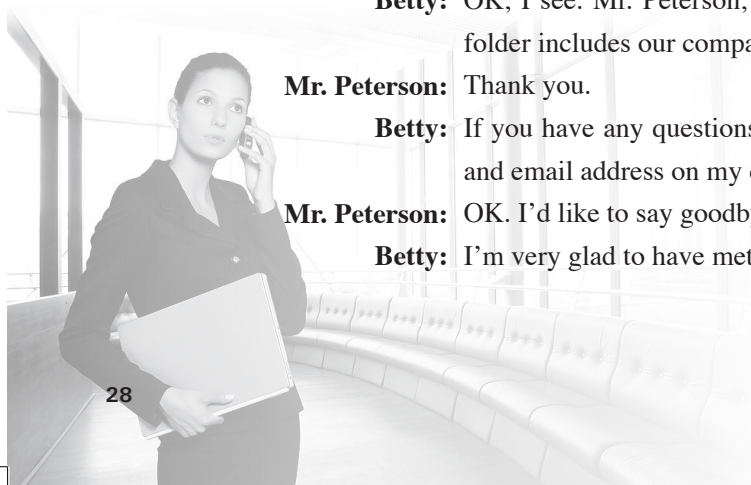 Betty: OK, I see. Mr. Peterson,
folder includes our compa
Mr. Peterson: Thank you.
Betty: If you have any questions
and email address on my
Mr. Peterson: OK. I'd like to say goodby
Betty: I'm very glad to have met
28